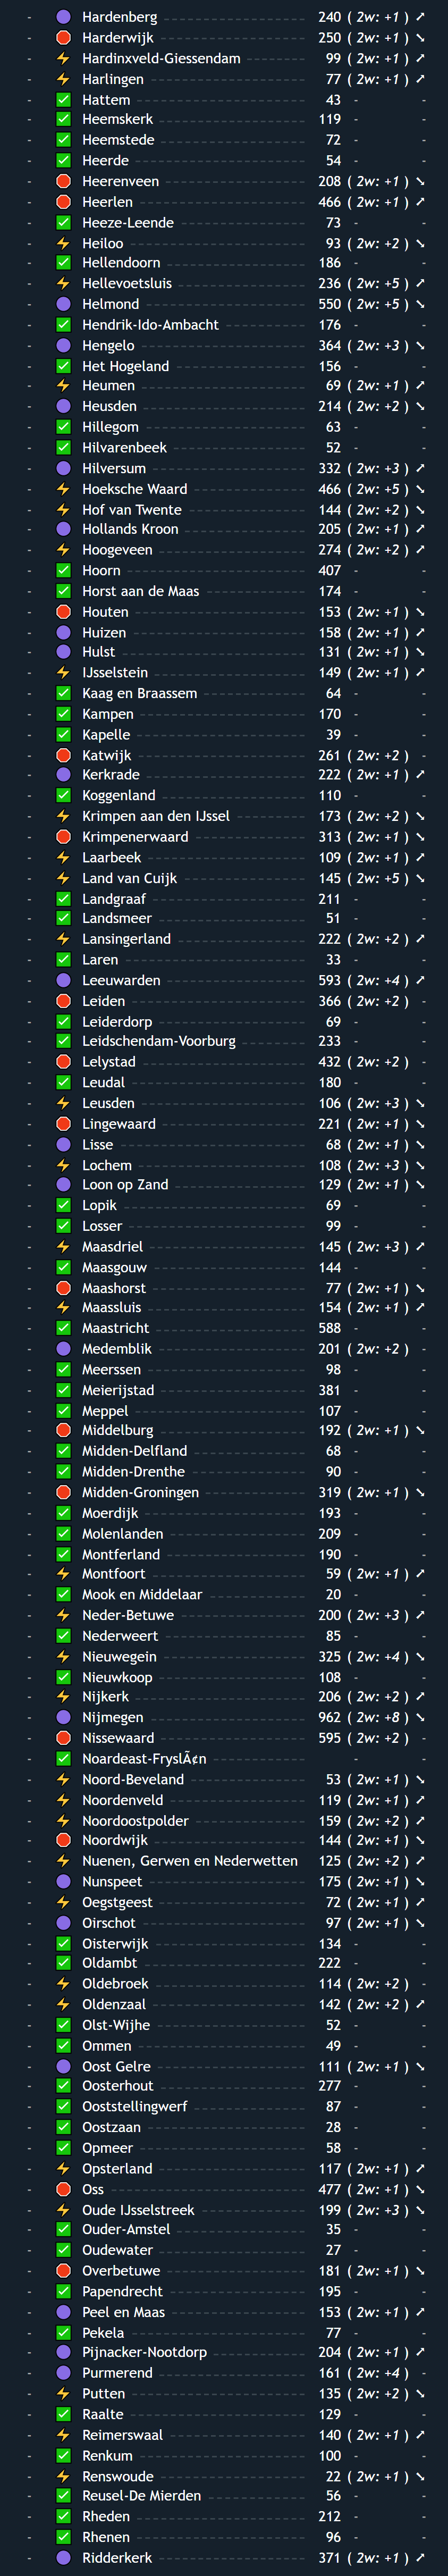 - Hardenberg 240 ( 2w: +1 ) ↗
- Harderwijk 250 ( 2w: +1 ) ↘
- Hardinxveld-Giessendam 99 ( 2w: +1 ) ↗
- Harlingen 77 ( 2w: +1 ) ↗
- Hattem 43 - -
- Heemskerk 119 - -
- Heemstede 72 - -
- Heerde 54 - -
- Heerenveen 208 ( 2w: +1 ) ↘
- Heerlen 466 ( 2w: +1 ) ↗
- Heeze-Leende 73 - -
- Heiloo 93 ( 2w: +2 ) ↘
- Hellendoorn 186 - -
- Hellevoetsluis 236 ( 2w: +5 ) ↗
- Helmond 550 ( 2w: +5 ) ↘
- Hendrik-Ido-Ambacht 176 - -
- Hengelo 364 ( 2w: +3 ) ↘
- Het Hogeland 156 - -
- Heumen 69 ( 2w: +1 ) ↗
- Heusden 214 ( 2w: +2 ) ↘
- Hillegom 63 - -
- Hilvarenbeek 52 - -
- Hilversum 332 ( 2w: +3 ) ↗
- Hoeksche Waard 466 ( 2w: +5 ) ↘
- Hof van Twente 144 ( 2w: +2 ) ↘
- Hollands Kroon 205 ( 2w: +1 ) ↗
- Hoogeveen 274 ( 2w: +2 ) ↗
- Hoorn 407 - -
- Horst aan de Maas 174 - -
- Houten 153 ( 2w: +1 ) ↘
- Huizen 158 ( 2w: +1 ) ↗
- Hulst 131 ( 2w: +1 ) ↘
- IJsselstein 149 ( 2w: +1 ) ↗
- Kaag en Braassem 64 - -
- Kampen 170 - -
- Kapelle 39 - -
- Katwijk 261 ( 2w: +2 ) -
- Kerkrade 222 ( 2w: +1 ) ↗
- Koggenland 110 - -
- Krimpen aan den IJssel 173 ( 2w: +2 ) ↘
- Krimpenerwaard 313 ( 2w: +1 ) ↘
- Laarbeek 109 ( 2w: +1 ) ↗
- Land van Cuijk 145 ( 2w: +5 ) ↘
- Landgraaf 211 - -
- Landsmeer 51 - -
- Lansingerland 222 ( 2w: +2 ) ↗
- Laren 33 - -
- Leeuwarden 593 ( 2w: +4 ) ↗
- Leiden 366 ( 2w: +2 ) -
- Leiderdorp 69 - -
- Leidschendam-Voorburg 233 - -
- Lelystad 432 ( 2w: +2 ) -
- Leudal 180 - -
- Leusden 106 ( 2w: +3 ) ↘
- Lingewaard 221 ( 2w: +1 ) ↘
- Lisse 68 ( 2w: +1 ) ↘
- Lochem 108 ( 2w: +3 ) ↘
- Loon op Zand 129 ( 2w: +1 ) ↘
- Lopik 69 - -
- Losser 99 - -
- Maasdriel 145 ( 2w: +3 ) ↗
- Maasgouw 144 - -
- Maashorst 77 ( 2w: +1 ) ↘
- Maassluis 154 ( 2w: +1 ) ↗
- Maastricht 588 - -
- Medemblik 201 ( 2w: +2 ) -
- Meerssen 98 - -
- Meierijstad 381 - -
- Meppel 107 - -
- Middelburg 192 ( 2w: +1 ) ↘
- Midden-Delfland 68 - -
- Midden-Drenthe 90 - -
- Midden-Groningen 319 ( 2w: +1 ) ↘
- Moerdijk 193 - -
- Molenlanden 209 - -
- Montferland 190 - -
- Montfoort 59 ( 2w: +1 ) ↗
- Mook en Middelaar 20 - -
- Neder-Betuwe 200 ( 2w: +3 ) ↗
- Nederweert 85 - -
- Nieuwegein 325 ( 2w: +4 ) ↘
- Nieuwkoop 108 - -
- Nijkerk 206 ( 2w: +2 ) ↗
- Nijmegen 962 ( 2w: +8 ) ↘
- Nissewaard 595 ( 2w: +2 ) -
- Noardeast-FryslÃ¢n - -
- Noord-Beveland 53 ( 2w: +1 ) ↘
- Noordenveld 119 ( 2w: +1 ) ↗
- Noordoostpolder 159 ( 2w: +2 ) ↗
- Noordwijk 144 ( 2w: +1 ) ↘
- Nuenen, Gerwen en Nederwetten 125 ( 2w: +2 ) ↗
- Nunspeet 175 ( 2w: +1 ) ↘
- Oegstgeest 72 ( 2w: +1 ) ↗
- Oirschot 97 ( 2w: +1 ) ↘
- Oisterwijk 134 - -
- Oldambt 222 - -
- Oldebroek 114 ( 2w: +2 ) -
- Oldenzaal 142 ( 2w: +2 ) ↗
- Olst-Wijhe 52 - -
- Ommen 49 - -
- Oost Gelre 111 ( 2w: +1 ) ↘
- Oosterhout 277 - -
- Ooststellingwerf 87 - -
- Oostzaan 28 - -
- Opmeer 58 - -
- Opsterland 117 ( 2w: +1 ) ↗
- Oss 477 ( 2w: +1 ) ↘
- Oude IJsselstreek 199 ( 2w: +3 ) ↘
- Ouder-Amstel 35 - -
- Oudewater 27 - -
- Overbetuwe 181 ( 2w: +1 ) ↘
- Papendrecht 195 - -
- Peel en Maas 153 ( 2w: +1 ) ↗
- Pekela 77 - -
- Pijnacker-Nootdorp 204 ( 2w: +1 ) ↗
- Purmerend 161 ( 2w: +4 ) -
- Putten 135 ( 2w: +2 ) ↘
- Raalte 129 - -
- Reimerswaal 140 ( 2w: +1 ) ↗
- Renkum 100 - -
- Renswoude 22 ( 2w: +1 ) ↘
- Reusel-De Mierden 56 - -
- Rheden 212 - -
- Rhenen 96 - -
- Ridderkerk 371 ( 2w: +1 ) ↗